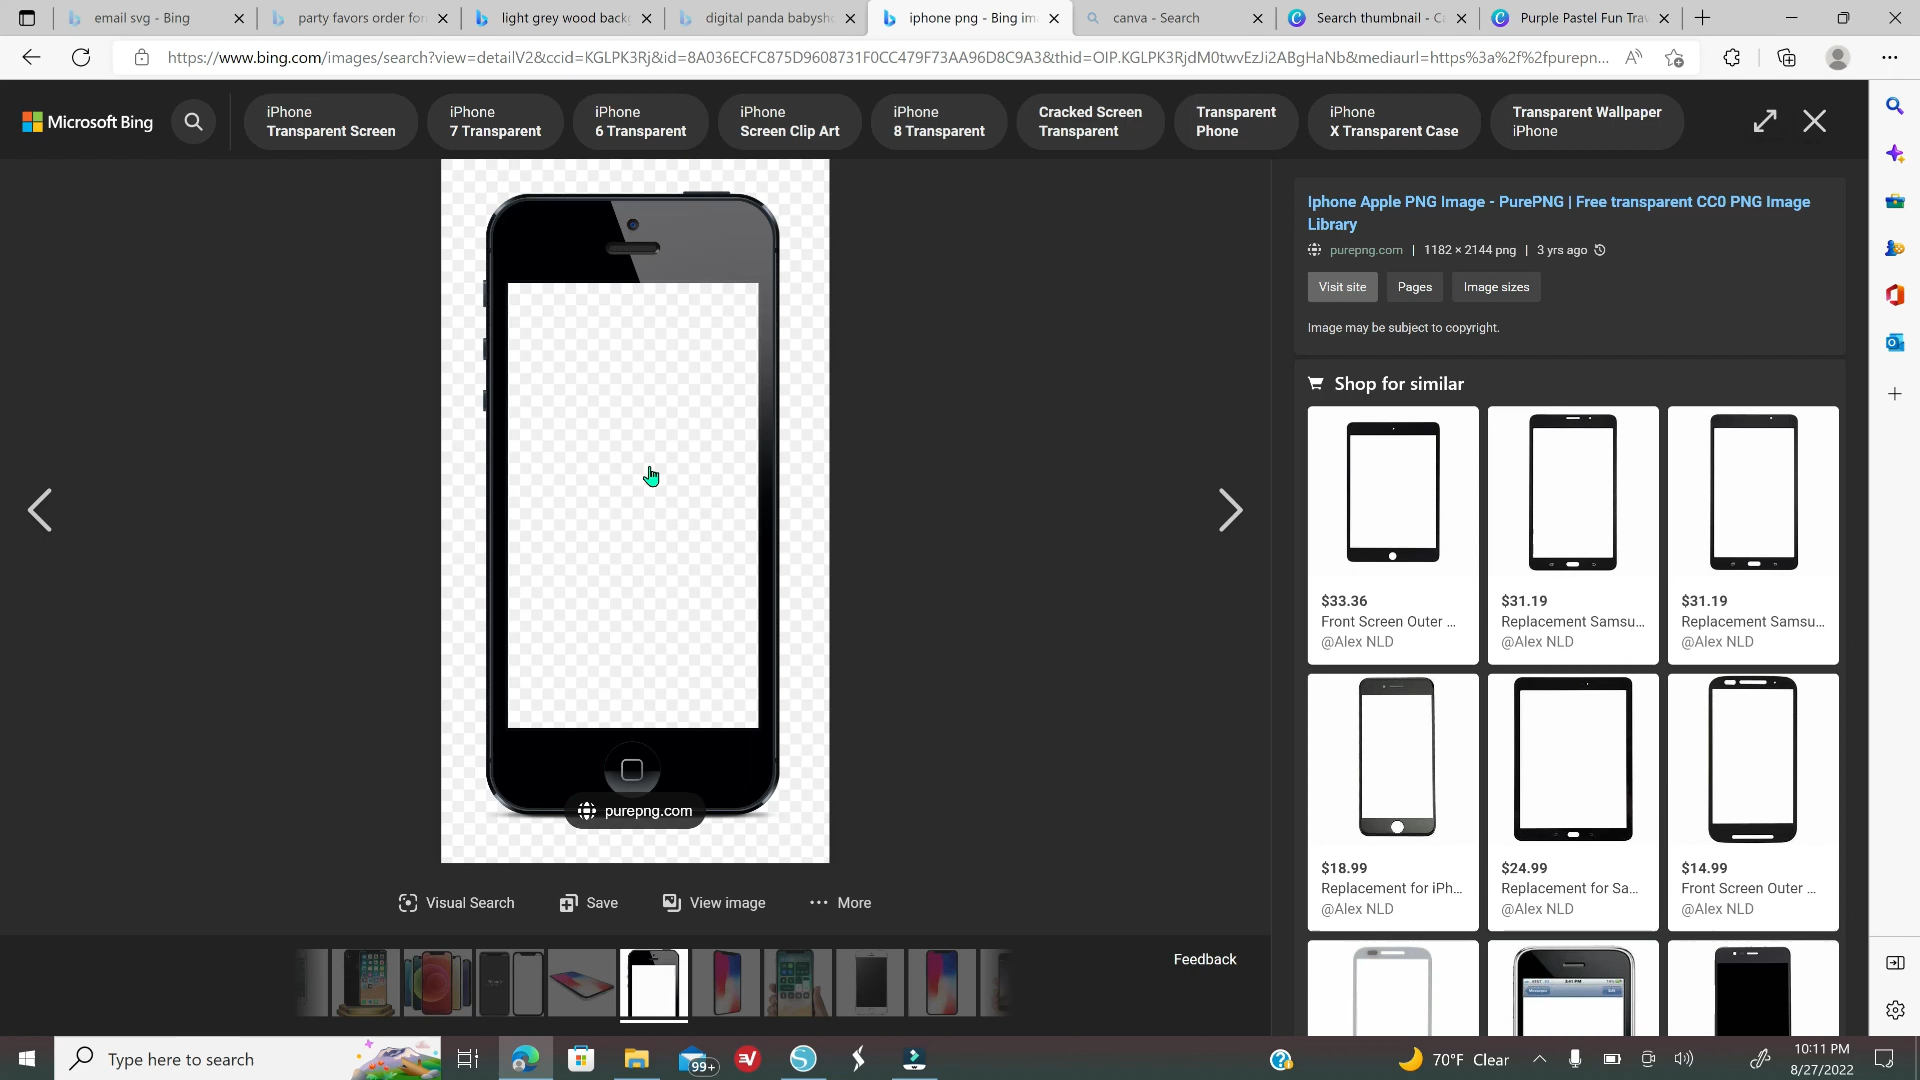 email svg - Bing
party favors order for
light grey wood back
digital panda babysh
iphone png - Bing im
canva - Search
Search thumbnail - C
Purple Pastel Fun Tra
https://www.bing.com/images/search?view=detailV2&ccid=KGLPK3Rj&id=8A036ECFC875D9608731F0CC479F73AA96D8C9A3&thid=OIP.KGLPK3RjdM0twvEzJi2ABgHaNb&mediaurl=https%3a%2f%2fpurepn...
Microsoft Bing
iPhone
Transparent Screen
iPhone
7 Transparent
iPhone
6 Transparent
iPhone
Screen Clip Art
iPhone
8 Transparent
Cracked Screen
Transparent
Transparent
Phone
iPhone
X Transparent Case
Transparent Wallpaper
iPhone
purepng.com
Visual Search
Save
View image
More
Feedback
Iphone Apple PNG Image - PurePNG | Free transparent CC0 PNG Image
Library
purepng.com | 1182 × 2144 png | 3 yrs ago
Visit site
Pages
Image sizes
Image may be subject to copyright.
Shop for similar
$33.36
Front Screen Outer ...
@Alex NLD
$31.19
Replacement Samsu...
@Alex NLD
$31.19
Replacement Samsu...
@Alex NLD
$18.99
Replacement for iPh...
@Alex NLD
$24.99
Replacement for Sa...
@Alex NLD
$14.99
Front Screen Outer ...
@Alex NLD
Type here to search
99+
70°F Clear
10:11 PM
8/27/2022